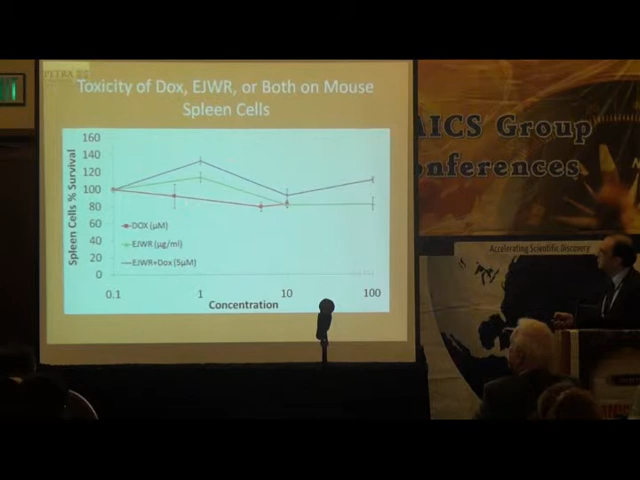 PETRA
Toxicity of Dox, EJWR, or Both on Mouse
Spleen Cells
160
140
120
100
80
60
40
20
0
Spleen Cells % Survival
DOX (µM)
EJWR (µg/ml)
EJWR+Dox (5µM)
0.1
1
10
100
Concentration
AICS Group
onferences
Accelerating Scientific Discovery